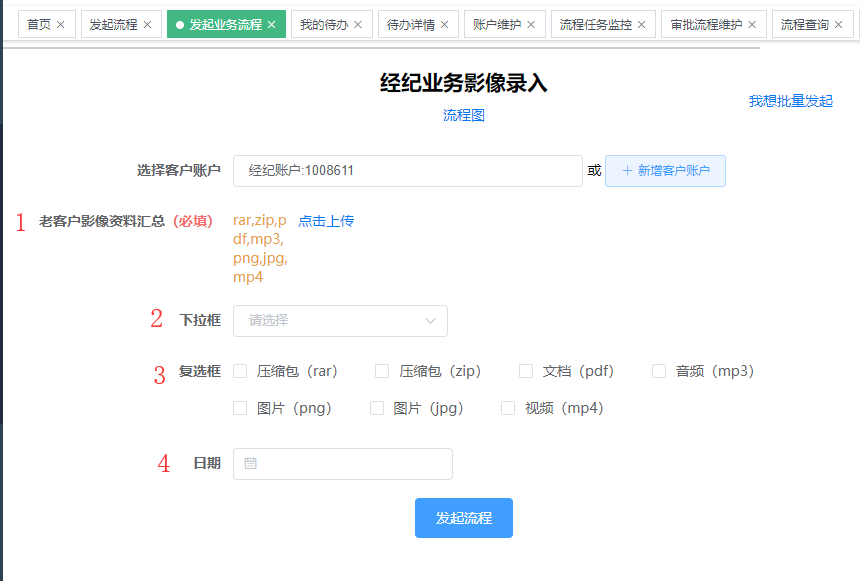 首页 × 发起流程 × 发起业务流程 × 我的待办 × 待办详情 × 账户维护 × 流程任务监控 × 审批流程维护 × 流程查询 ×
经纪业务影像录入
我想批量发起
流程图
选择客户账户 经纪账户:1008611 或 + 新增客户账户
1 老客户影像资料汇总（必填） rar,zip,p 点击上传
df,mp3,
png,jpg,
mp4
2 下拉框 请选择
3 复选框 压缩包（rar） 压缩包（zip） 文档（pdf） 音频（mp3）
图片（png） 图片（jpg） 视频（mp4）
4 日期
发起流程